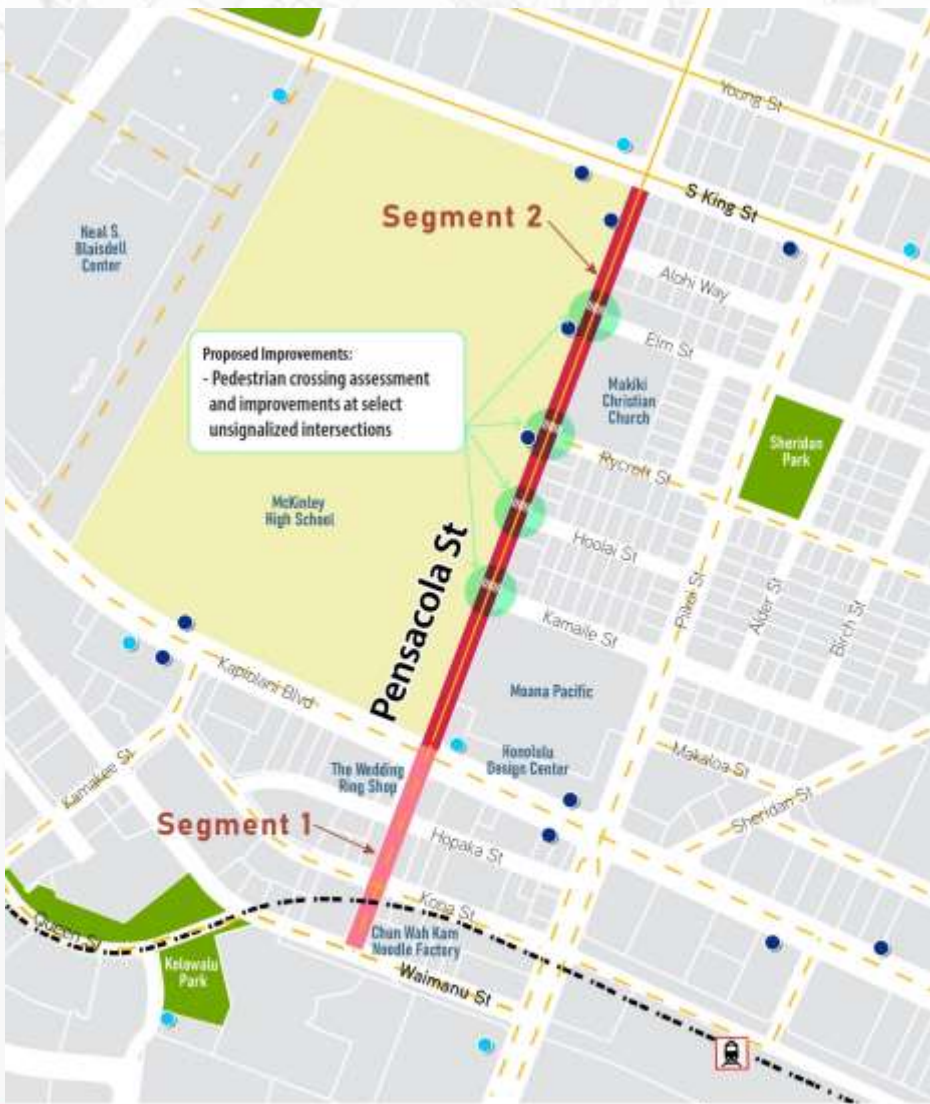 Young St
S King St
Segment 2
Neal S.
Blaisdell
Center
Alohi Way
Elm St
Proposed Improvements:
- Pedestrian crossing assessment
and improvements at select
unsignalized intersections
Makiki
Christian
Church
Sheridan
Park
Rycroft St
McKinley
High School
Hoolai St
Pensacola St
Piikoi St
Alder St
Birch St
Kamaile St
Kapiolani Blvd
Moana Pacific
Honolulu
Design Center
Makaloa St
Kamakee St
The Wedding
Ring Shop
Sheridan St
Segment 1
Hopaka St
Kona St
Queen St
Chun Wah Kam
Noodle Factory
Kolowalu
Park
Waimanu St